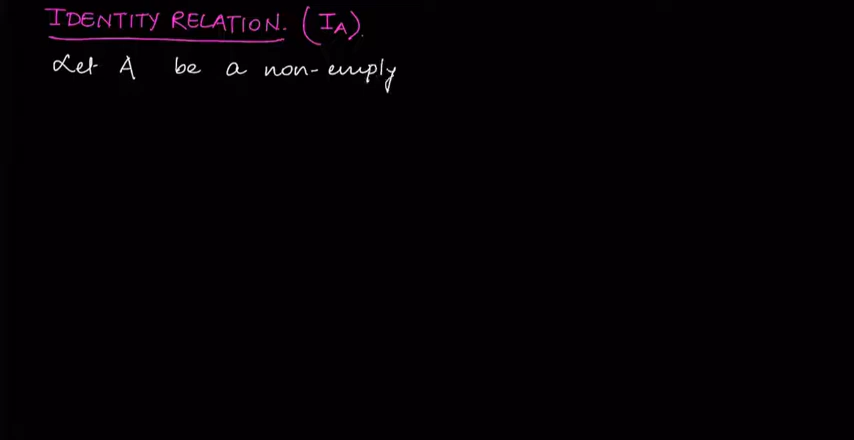 IDENTITY RELATION. (IA).
Let A be a non-empty